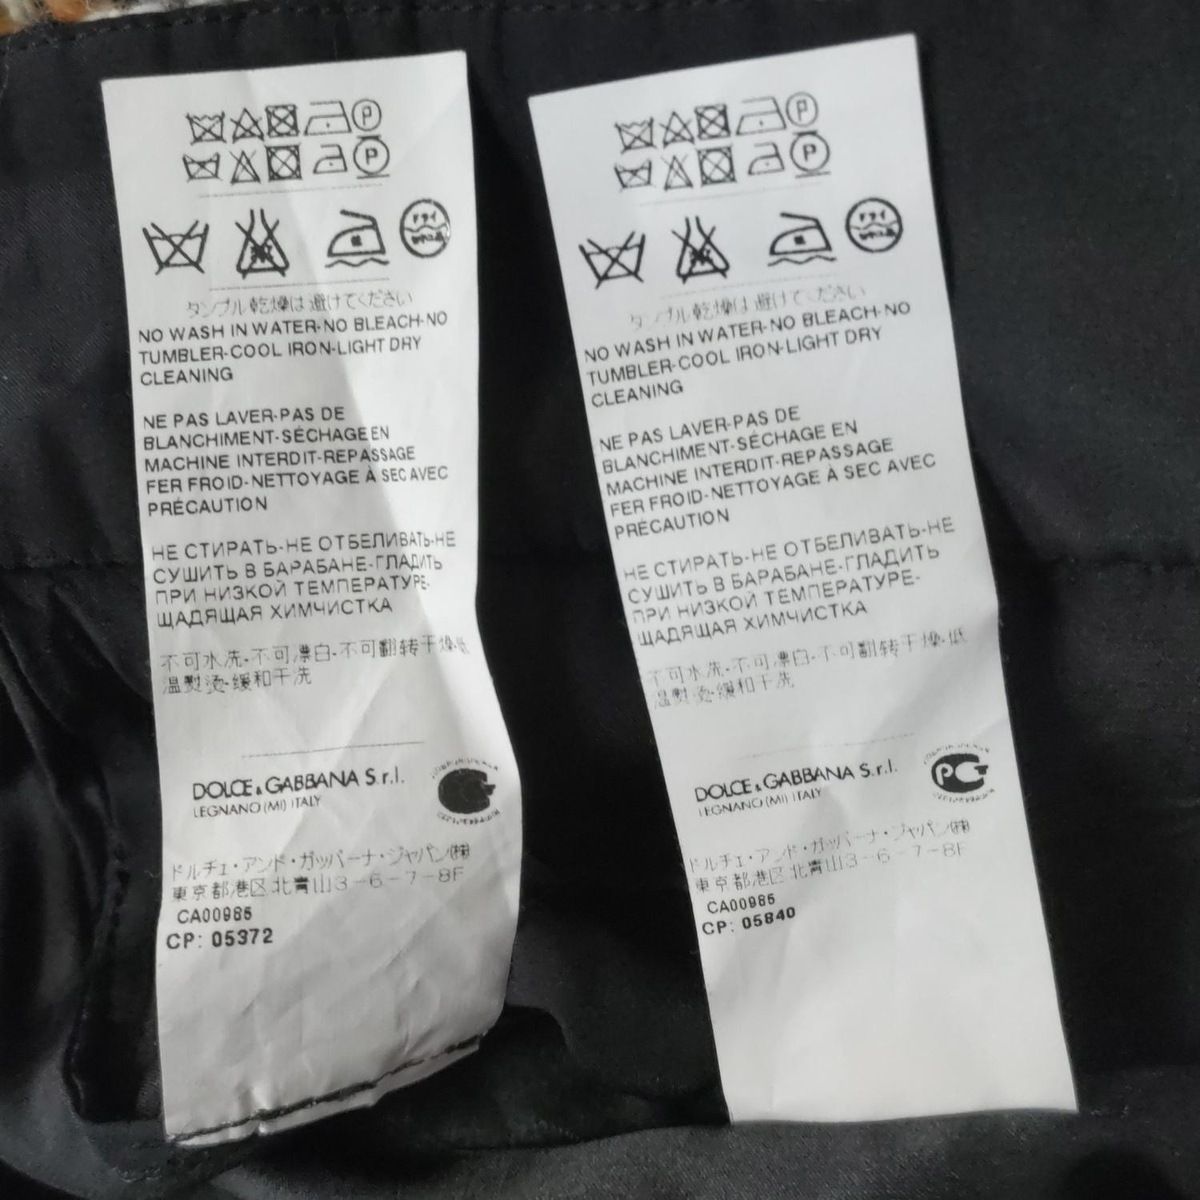 P
P
ドライ
タンブル乾燥は避けてください
NO WASH IN WATER-NO BLEACH-NO
TUMBLER-COOL IRON-LIGHT DRY
CLEANING
NE PAS LAVER-PAS DE
BLANCHIMENT-SÉCHAGE EN
MACHINE INTERDIT-REPASSAGE
FER FROID-NETTOYAGE À SEC AVEC
PRÉCAUTION
НЕ СТИРАТЬ-НЕ ОТБЕЛИВАТЬ-НЕ
СУШИТЬ В БАРАБАНЕ-ГЛАДИТЬ
ПРИ НИЗКОЙ ТЕМПЕРАТУРЕ-
ЩАДЯЩАЯ ХИМЧИСТКА
不可水洗-不可漂白-不可翻转干燥-低
温熨烫-缓和干洗
DOLCE & GABBANA S.r.l.
LEGNANO (MI) ITALY
ドルチェ・アンド・ガッバーナ・ジャパン㈱
東京都港区北青山3-6-7-8F
CA00985
CP: 05372
P
P
ドライ
タンブル乾燥は避けてください
NO WASH IN WATER-NO BLEACH-NO
TUMBLER-COOL IRON-LIGHT DRY
CLEANING
NE PAS LAVER-PAS DE
BLANCHIMENT-SÉCHAGE EN
MACHINE INTERDIT-REPASSAGE
FER FROID-NETTOYAGE À SEC AVEC
PRÉCAUTION
НЕ СТИРАТЬ-НЕ ОТБЕЛИВАТЬ-НЕ
СУШИТЬ В БАРАБАНЕ-ГЛАДИТЬ
ПРИ НИЗКОЙ ТЕМПЕРАТУРЕ-
ЩАДЯЩАЯ ХИМЧИСТКА
不可水洗-不可漂白-不可翻转干燥-低
温熨烫-缓和干洗
DOLCE & GABBANA S.r.l.
LEGNANO (MI) ITALY
ドルチェ・アンド・ガッバーナ・ジャパン㈱
東京都港区北青山3-6-7-8F
CA00985
CP: 05840